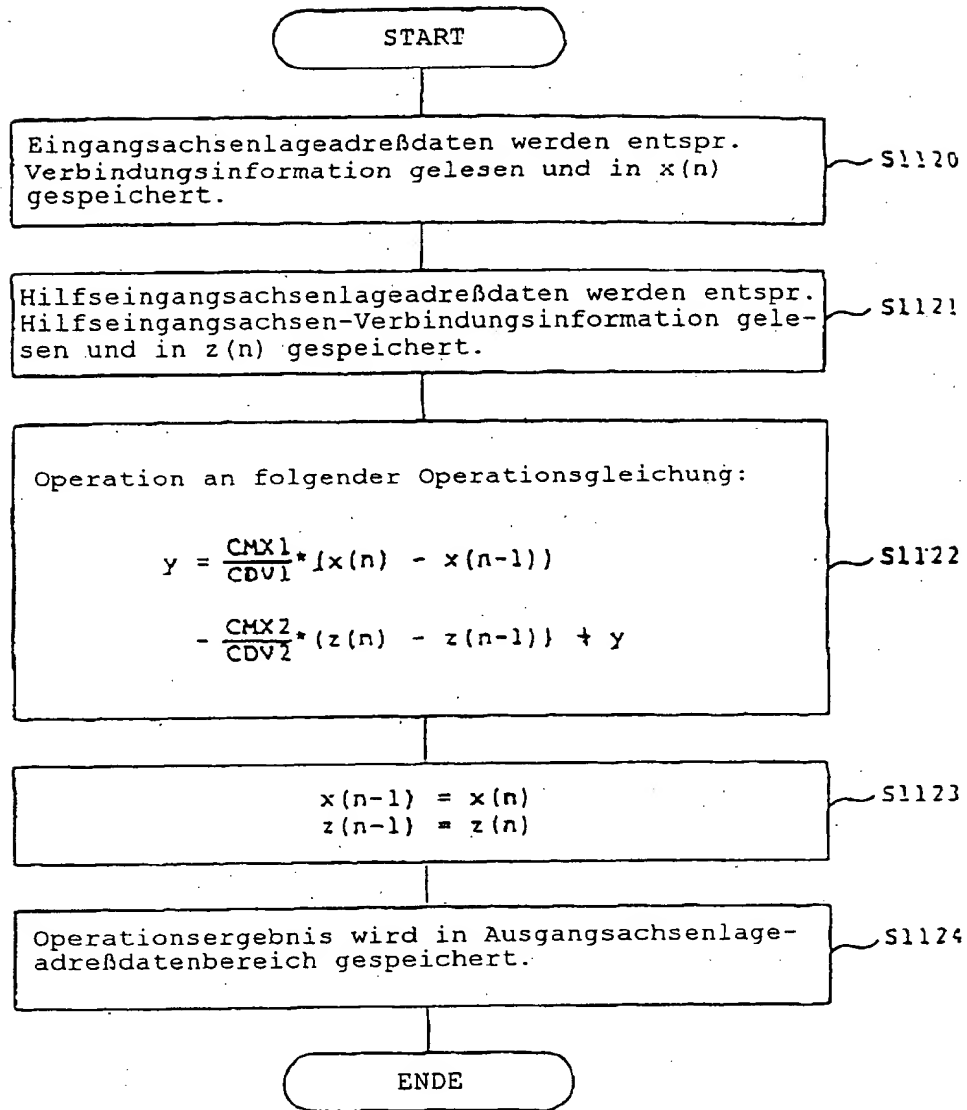 START
Eingangsachsenlageadreßdaten werden entspr.
Verbindungsinformation gelesen und in x(n)
gespeichert.
S1120
Hilfseingangsachsenlageadreßdaten werden entspr.
Hilfseingangsachsen-Verbindungsinformation gele-
sen und in z(n) gespeichert.
S1121
Operation an folgender Operationsgleichung:
y = CMX1/CDV1 * {x(n) - x(n-1)}
- CMX2/CDV2 * {z(n) - z(n-1)} + y
S1122
x(n-1) = x(n)
z(n-1) = z(n)
S1123
Operationsergebnis wird in Ausgangsachsenlage-
adreßdatenbereich gespeichert.
S1124
ENDE